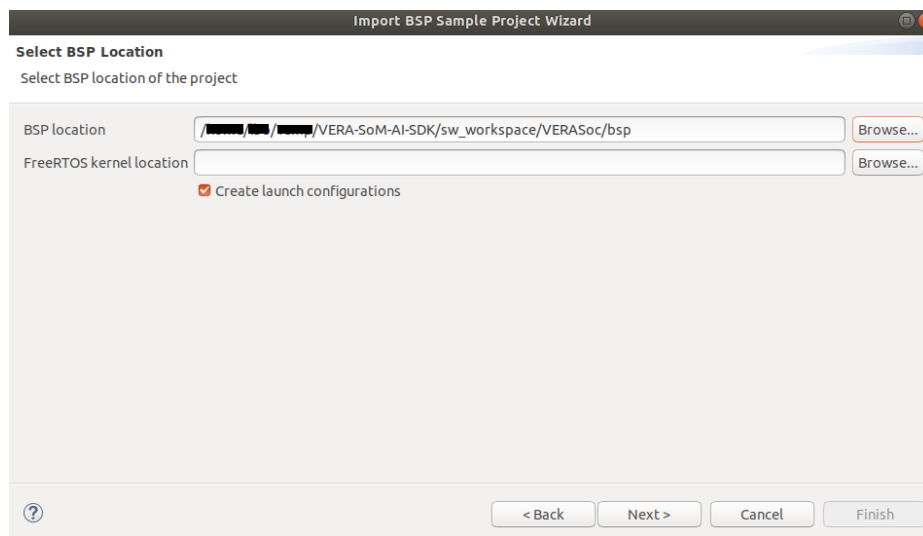 Import BSP Sample Project Wizard
Select BSP Location
Select BSP location of the project
BSP location / / / /VERA-SoM-AI-SDK/sw_workspace/VERASoc/bsp Browse...
FreeRTOS kernel location Browse...
Create launch configurations
? < Back Next > Cancel Finish